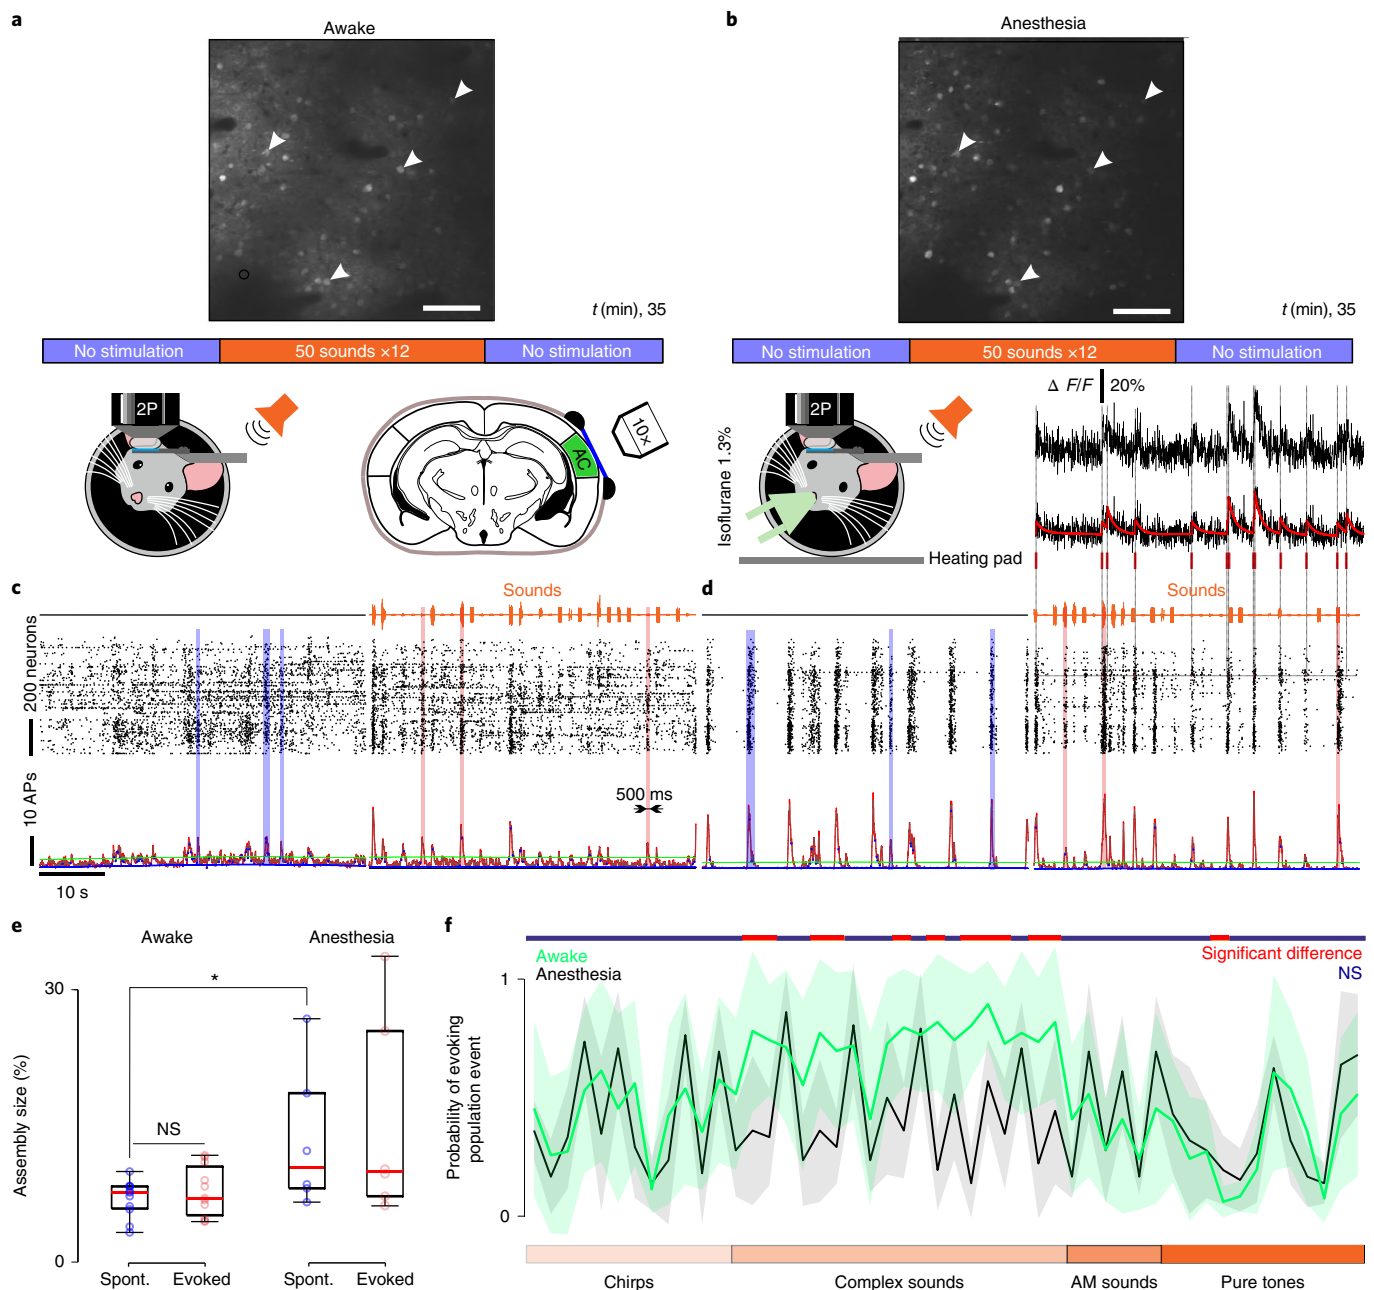 a
Awake
t (min), 35
No stimulation
50 sounds ×12
No stimulation
2P
AC
10×
b
Anesthesia
t (min), 35
No stimulation
50 sounds ×12
No stimulation
Δ F/F
20%
2P
Isoflurane 1.3%
Heating pad
c
Sounds
200 neurons
10 APs
500 ms
10 s
d
Sounds
e
Awake
Anesthesia
*
NS
30
0
Assembly size (%)
Spont.
Evoked
Spont.
Evoked
f
Awake
Anesthesia
Significant difference
NS
1
0
Probability of evoking
population event
Chirps
Complex sounds
AM sounds
Pure tones